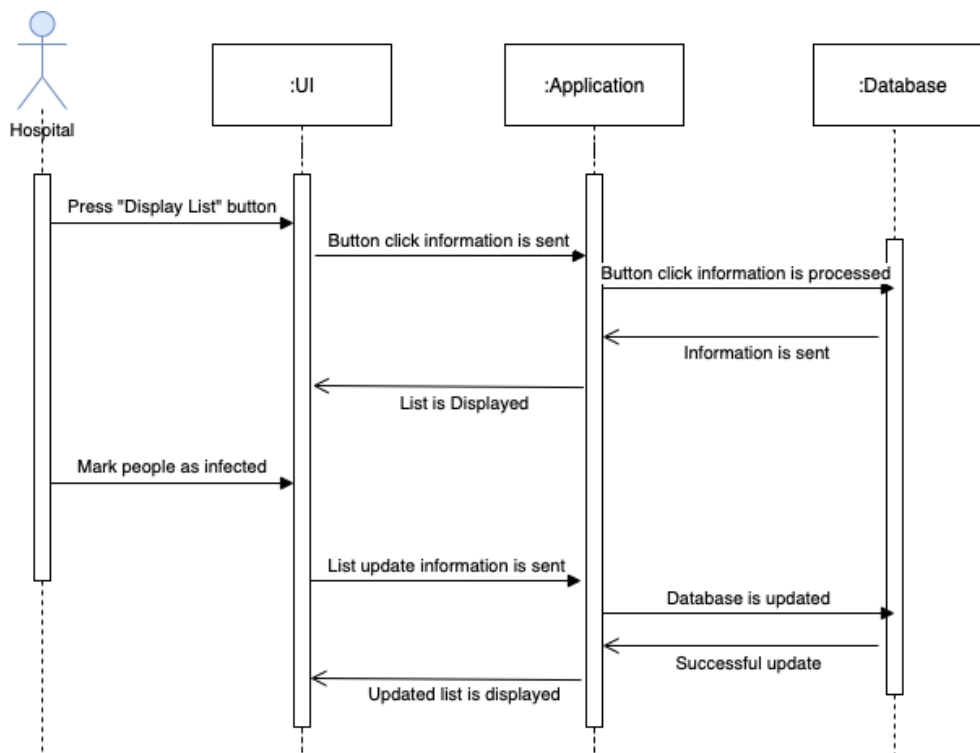 :UI
:Application
:Database
Hospital
Press "Display List" button
Button click information is sent
Button click information is processed
Information is sent
List is Displayed
Mark people as infected
List update information is sent
Database is updated
Successful update
Updated list is displayed